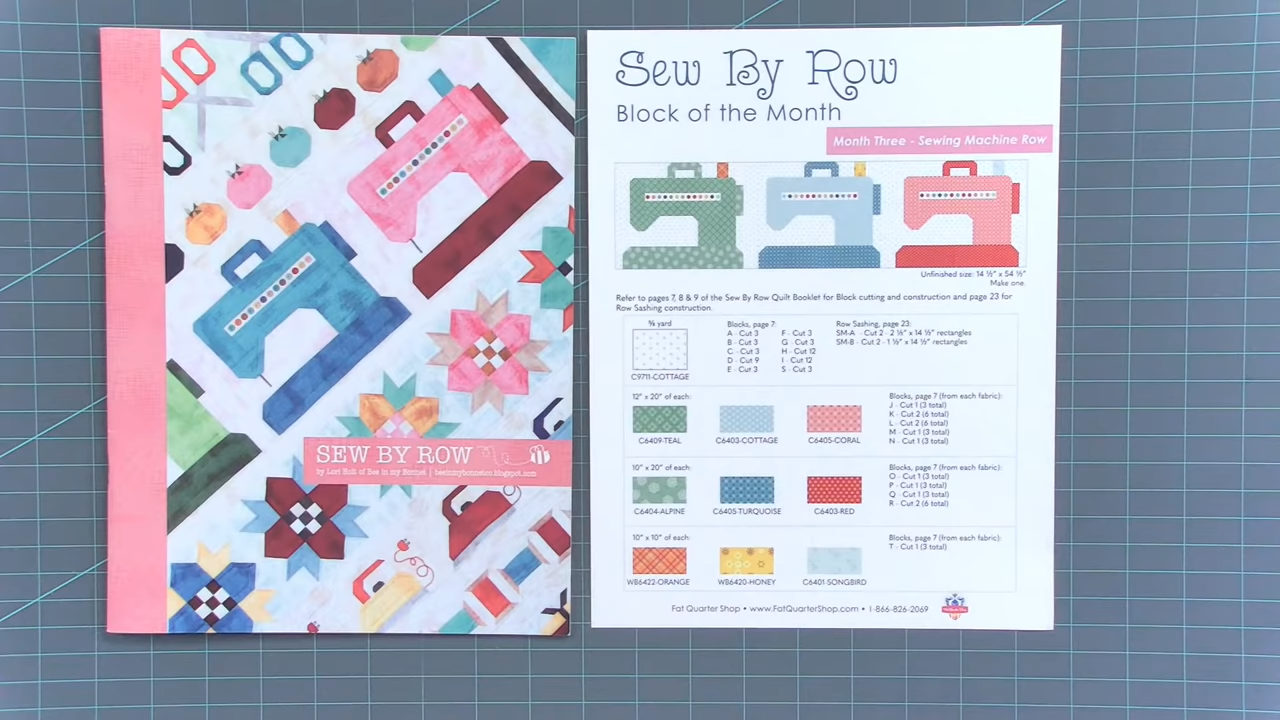 SEW BY ROW
by Lori Holt of Bee in my Bonnet | beeinmybonnetco.blogspot.com
Sew By Row
Block of the Month
Month Three - Sewing Machine Row
Unfinished size: 14 ½" x 54 ½"
Make one.
Refer to pages 7, 8 & 9 of the Sew By Row Quilt Booklet for Block cutting and construction and page 23 for
Row Sashing construction.
⅝ yard
C9711-COTTAGE
Blocks, page 7:
A - Cut 3
B - Cut 3
C - Cut 3
D - Cut 9
E - Cut 3
F - Cut 3
G - Cut 3
H - Cut 12
I - Cut 12
S - Cut 3
Row Sashing, page 23:
SM-A - Cut 2 - 2 ½" x 14 ½" rectangles
SM-B - Cut 2 - 1 ½" x 14 ½" rectangles
12" x 20" of each:
C6409-TEAL
C6403-COTTAGE
C6405-CORAL
Blocks, page 7 (from each fabric):
J - Cut 1 (3 total)
K - Cut 2 (6 total)
L - Cut 2 (6 total)
M - Cut 1 (3 total)
N - Cut 1 (3 total)
10" x 20" of each:
C6404-ALPINE
C6405-TURQUOISE
C6403-RED
Blocks, page 7 (from each fabric):
O - Cut 1 (3 total)
P - Cut 1 (3 total)
Q - Cut 1 (3 total)
R - Cut 2 (6 total)
10" x 10" of each:
WB6422-ORANGE
WB6420-HONEY
C6401-SONGBIRD
Blocks, page 7 (from each fabric):
T - Cut 1 (3 total)
Fat Quarter Shop • www.FatQuarterShop.com • 1-866-826-2069